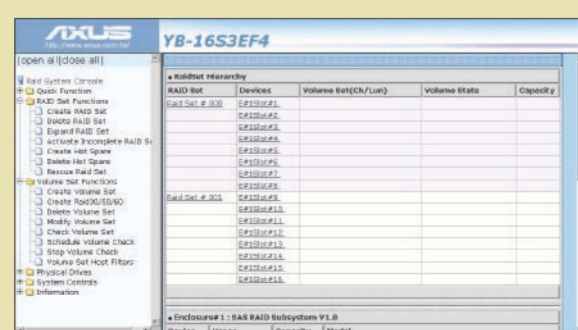 AXUS
http://www.axus.com.tw/
YB-16S3EF4
|open all|close all|
Raid System Console
Quick Function
RAID Set Functions
Create RAID Set
Delete RAID Set
Expand RAID Set
Activate Incomplete RAID Se
Create Hot Spare
Delete Hot Spare
Rescue Raid Set
Volume Set Functions
Create Volume Set
Create Raid30/50/60
Delete Volume Set
Modify Volume Set
Check Volume Set
Schedule Volume Check
Stop Volume Check
Volume Set Host Filters
Physical Drives
System Controls
Information
RaidSet Hierarchy
RAID Set Devices Volume Set(Ch/Lun) Volume State Capacity
Raid Set # 000 E#1Slot#1
E#1Slot#2
E#1Slot#3
E#1Slot#4
E#1Slot#5
E#1Slot#6
E#1Slot#7
E#1Slot#8
Raid Set # 001 E#1Slot#9
E#1Slot#10
E#1Slot#11
E#1Slot#12
E#1Slot#13
E#1Slot#14
E#1Slot#15
E#1Slot#16
Enclosure#1 : SAS RAID Subsystem V1.0
Device Usage Capacity Model